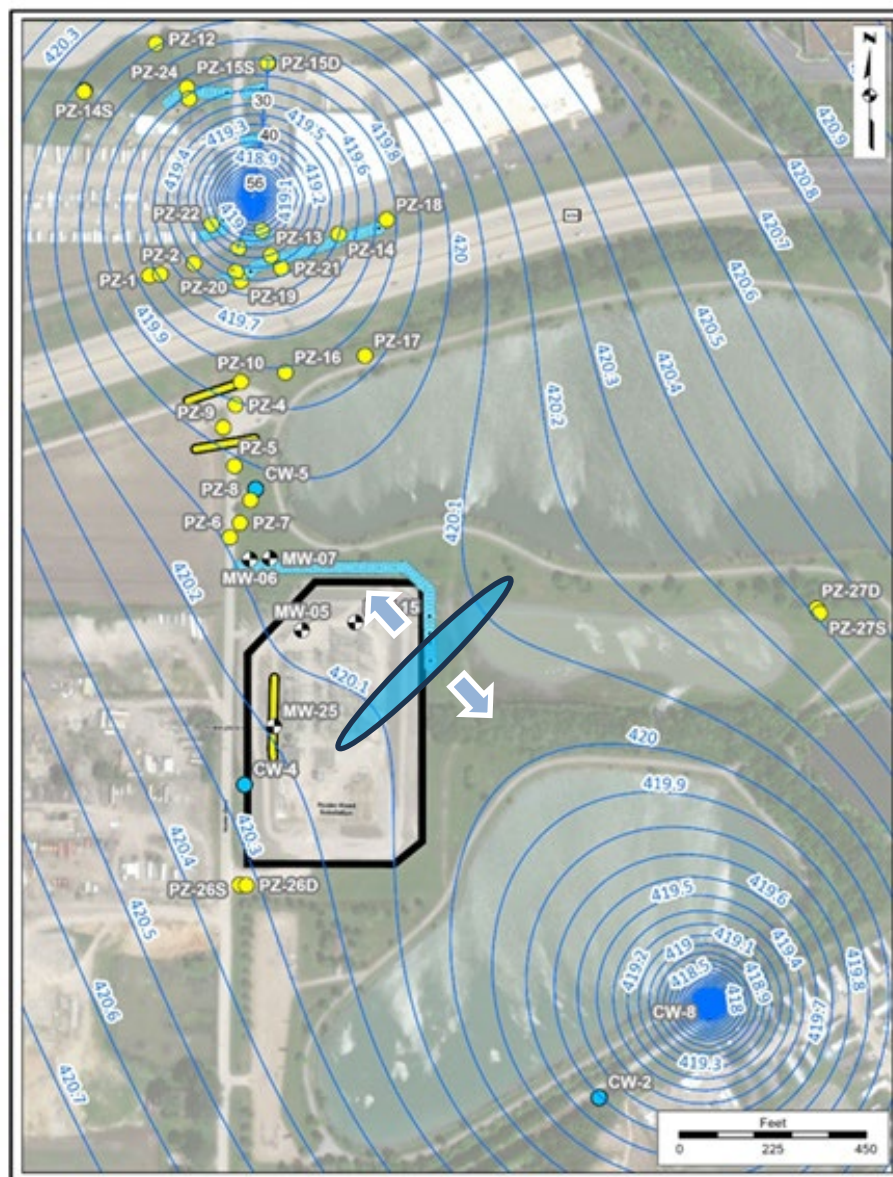 420.3
PZ-12
PZ-24
PZ-15S
PZ-15D
PZ-14S
30
40
56
419.3
419.4
419.5
419.6
419.8
418.9
419.1
419.2
419
PZ-22
PZ-13
PZ-18
PZ-14
PZ-2
PZ-1
PZ-20
PZ-21
PZ-19
419.7
419.9
420
420.9
420.8
420.7
420.6
420.5
420.4
420.3
420.2
420.1
N
PZ-10
PZ-16
PZ-17
PZ-9
PZ-4
PZ-5
CW-5
PZ-8
PZ-7
PZ-6
420.2
MW-07
MW-06
MW-05
15
420.1
MW-25
CW-4
PZ-27D
PZ-27S
420.3
420.4
420.5
420.6
420.7
PZ-26S
PZ-26D
420
419.9
419.5
419.6
419.2
419
419.1
418.5
418.9
419.4
419.8
418
419.7
CW-8
419.3
CW-2
Feet
0
225
450